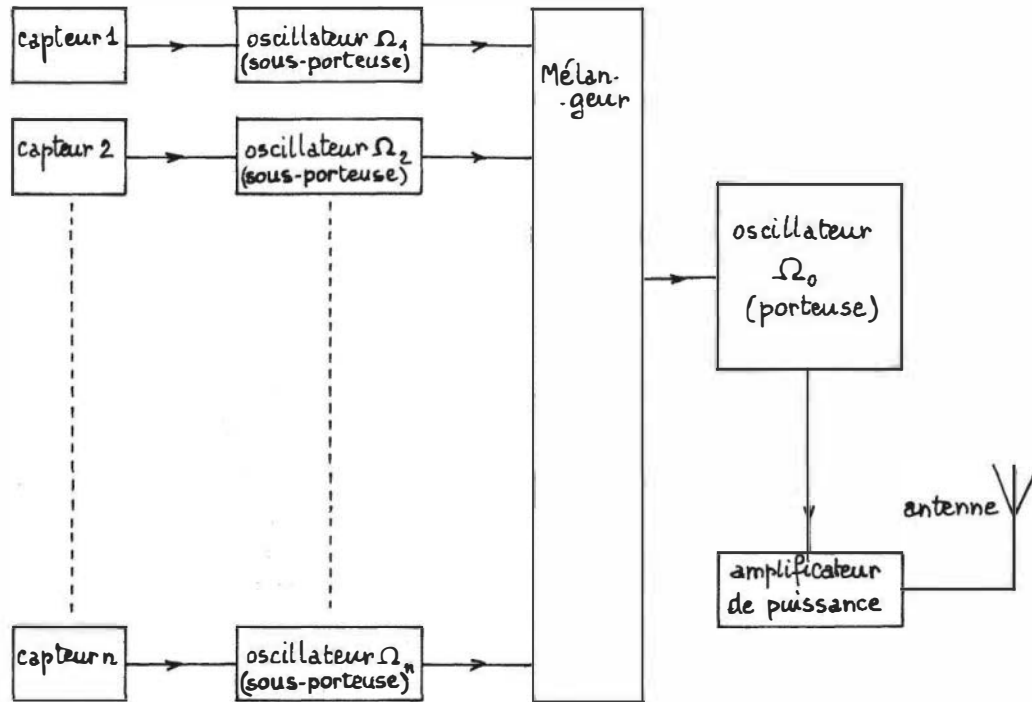 capteur 1
oscillateur Ω₁
(sous-porteuse)
Mélan-
-geur
capteur 2
oscillateur Ω₂
(sous-porteuse)
oscillateur
Ω₀
(porteuse)
antenne
amplificateur
de puissance
capteur n
oscillateur Ωₙ
(sous-porteuse)